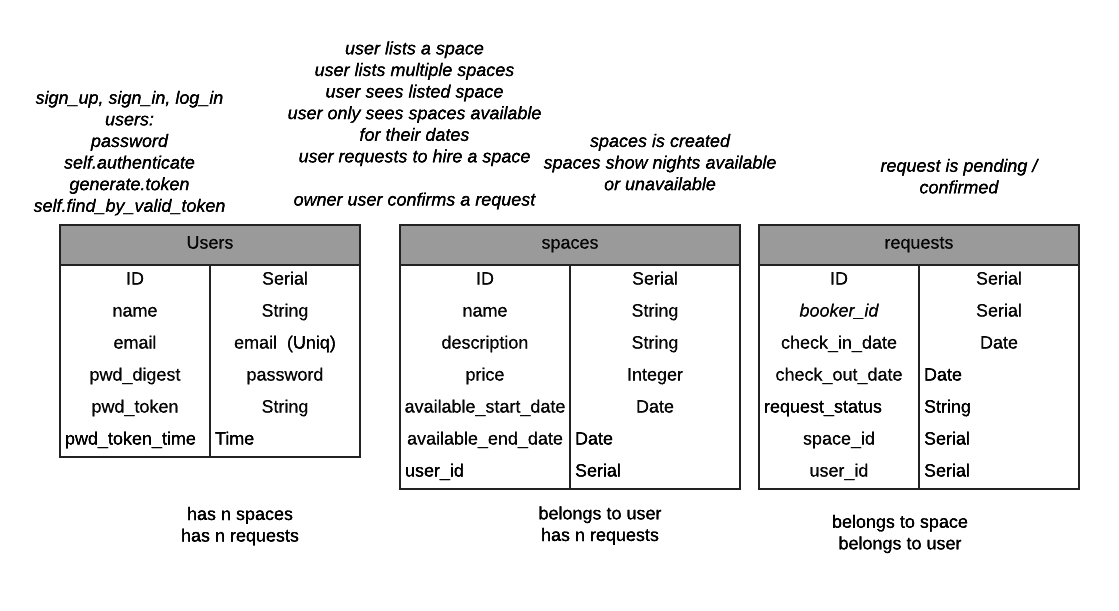 sign_up, sign_in, log_in
users:
password
self.authenticate
generate.token
self.find_by_valid_token
user lists a space
user lists multiple spaces
user sees listed space
user only sees spaces available
for their dates
user requests to hire a space
owner user confirms a request
spaces is created
spaces show nights available
or unavailable
request is pending /
confirmed
Users
ID Serial
name String
email email (Uniq)
pwd_digest password
pwd_token String
pwd_token_time Time
has n spaces
has n requests
spaces
ID Serial
name String
description String
price Integer
available_start_date Date
available_end_date Date
user_id Serial
belongs to user
has n requests
requests
ID Serial
booker_id Serial
check_in_date Date
check_out_date Date
request_status String
space_id Serial
user_id Serial
belongs to space
belongs to user